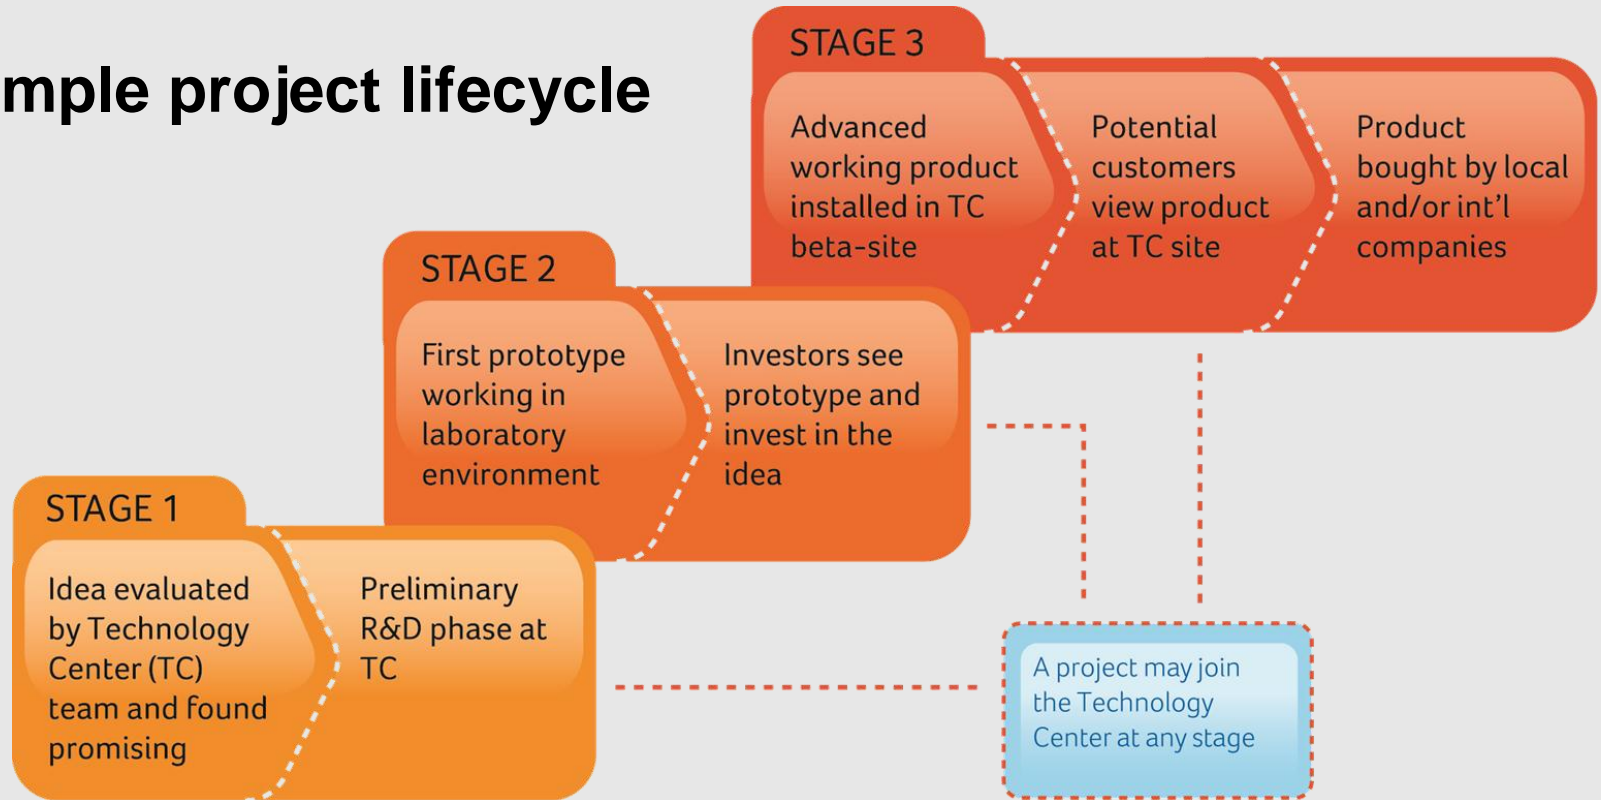 mple project lifecycle
STAGE 1
Idea evaluated
by Technology
Center (TC)
team and found
promising
Preliminary
R&D phase at
TC
STAGE 2
First prototype
working in
laboratory
environment
Investors see
prototype and
invest in the
idea
STAGE 3
Advanced
working product
installed in TC
beta-site
Potential
customers
view product
at TC site
Product
bought by local
and/or int'l
companies
A project may join
the Technology
Center at any stage